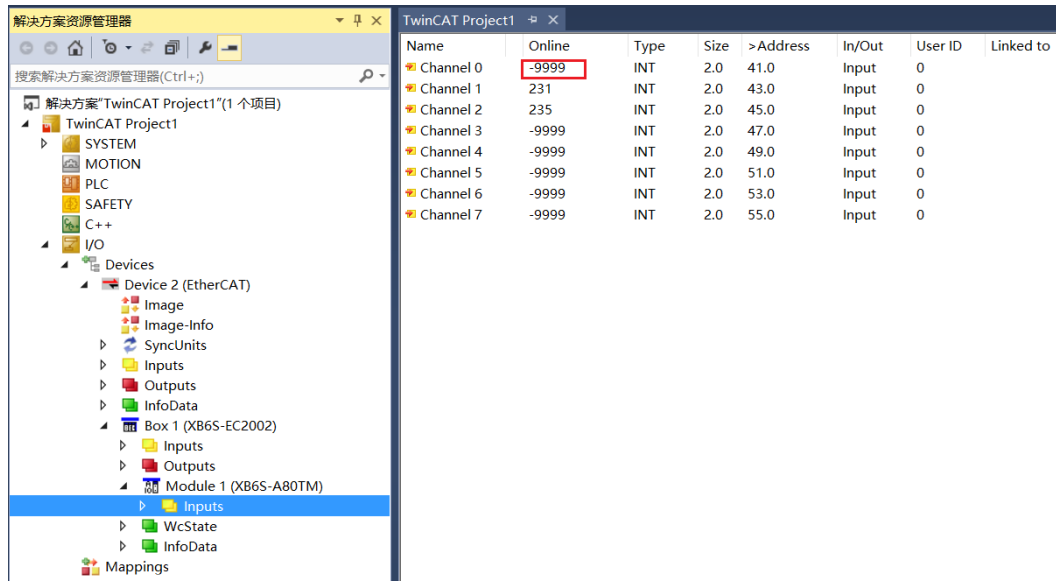 解决方案资源管理器
搜索解决方案资源管理器(Ctrl+;)
解决方案"TwinCAT Project1"(1 个项目)
TwinCAT Project1
SYSTEM
MOTION
PLC
SAFETY
C++
I/O
Devices
Device 2 (EtherCAT)
Image
Image-Info
SyncUnits
Inputs
Outputs
InfoData
Box 1 (XB6S-EC2002)
Inputs
Outputs
Module 1 (XB6S-A80TM)
Inputs
WcState
InfoData
Mappings
TwinCAT Project1
Name Online Type Size >Address In/Out User ID Linked to
Channel 0 -9999 INT 2.0 41.0 Input 0
Channel 1 231 INT 2.0 43.0 Input 0
Channel 2 235 INT 2.0 45.0 Input 0
Channel 3 -9999 INT 2.0 47.0 Input 0
Channel 4 -9999 INT 2.0 49.0 Input 0
Channel 5 -9999 INT 2.0 51.0 Input 0
Channel 6 -9999 INT 2.0 53.0 Input 0
Channel 7 -9999 INT 2.0 55.0 Input 0